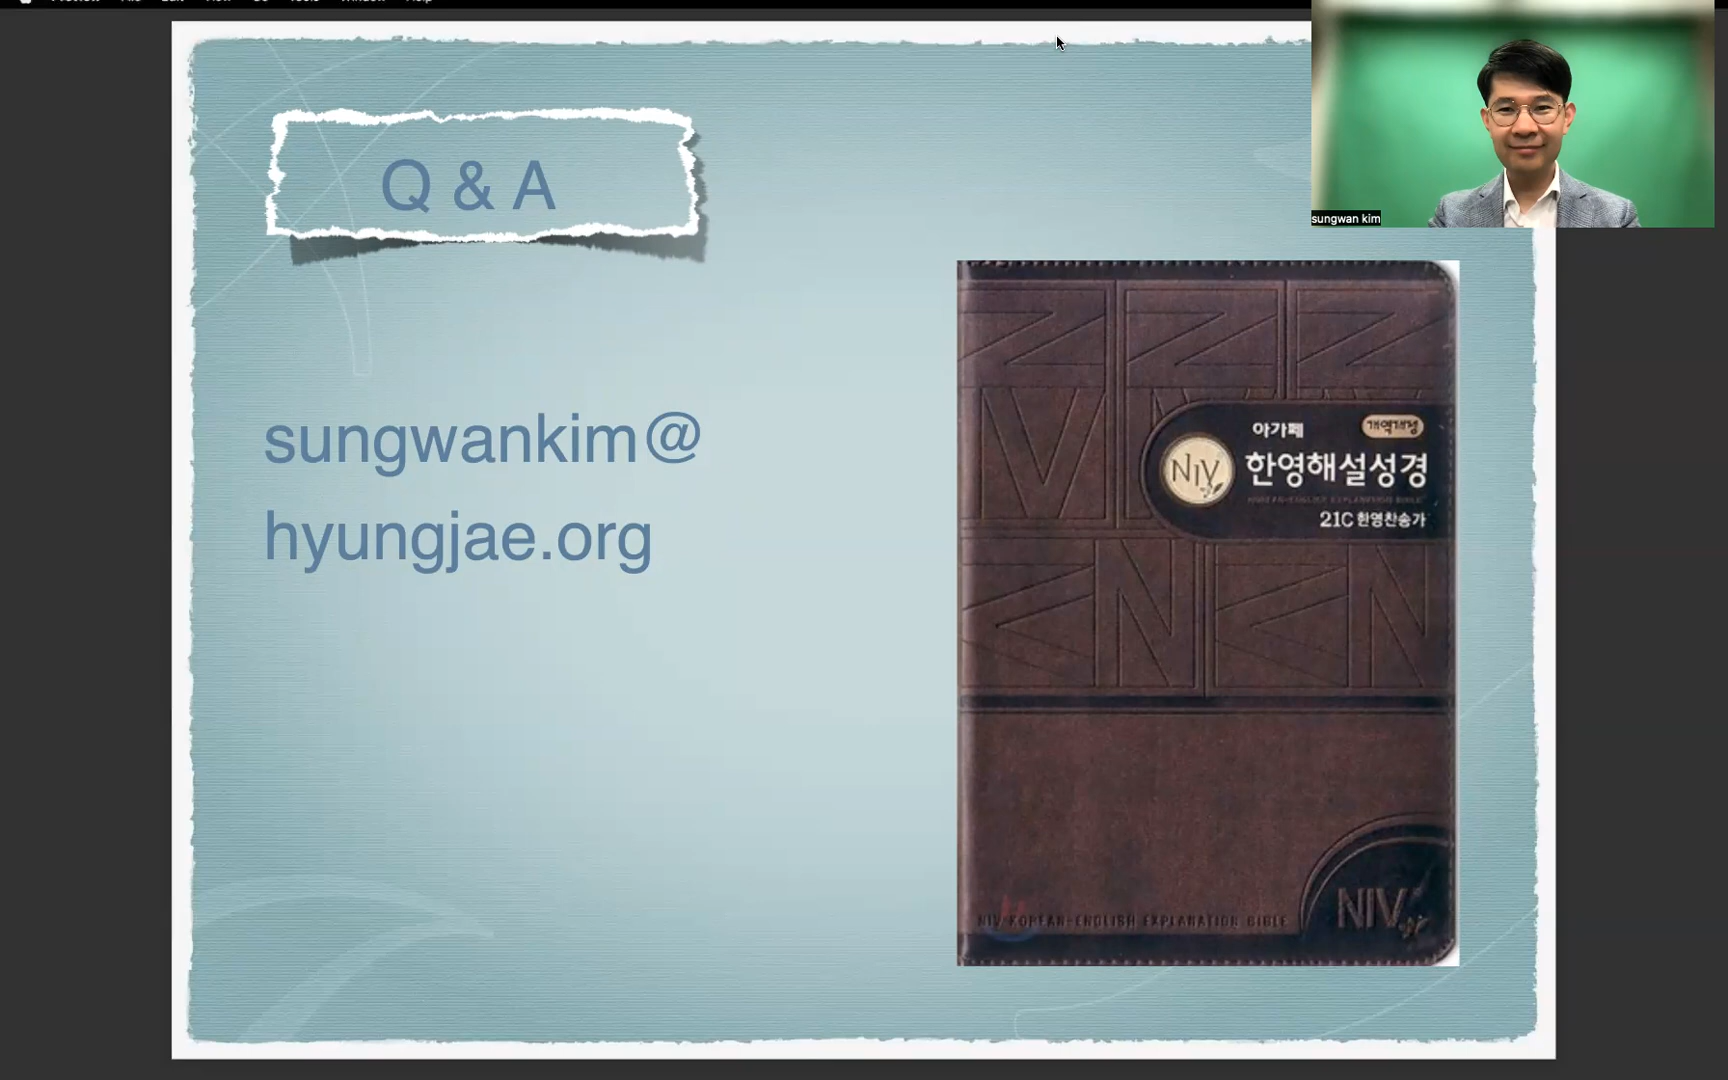 Q & A
sungwan kim
sungwankim@
hyungjae.org
아가페
개역개정
NIV
한영해설성경
21C 한영찬송가
NIV KOREAN-ENGLISH EXPLANATION BIBLE
NIV